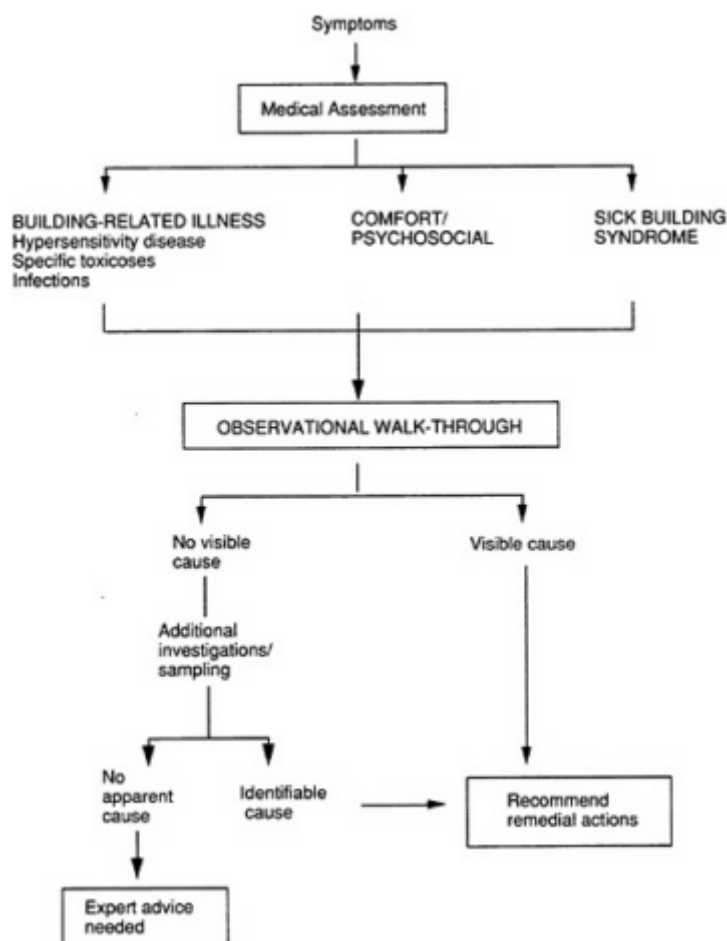 Symptoms
Medical Assessment
BUILDING-RELATED ILLNESS
Hypersensitivity disease
Specific toxicoses
Infections
COMFORT/
PSYCHOSOCIAL
SICK BUILDING
SYNDROME
OBSERVATIONAL WALK-THROUGH
No visible
cause
Visible cause
Additional
investigations/
sampling
No
apparent
cause
Identifiable
cause
Recommend
remedial actions
Expert advice
needed